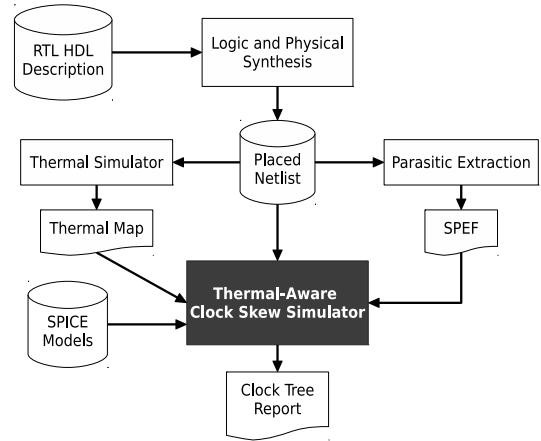 RTL HDL
Description
Logic and Physical
Synthesis
Thermal Simulator
Placed
Netlist
Parasitic Extraction
Thermal Map
SPEF
Thermal-Aware
Clock Skew Simulator
SPICE
Models
Clock Tree
Report